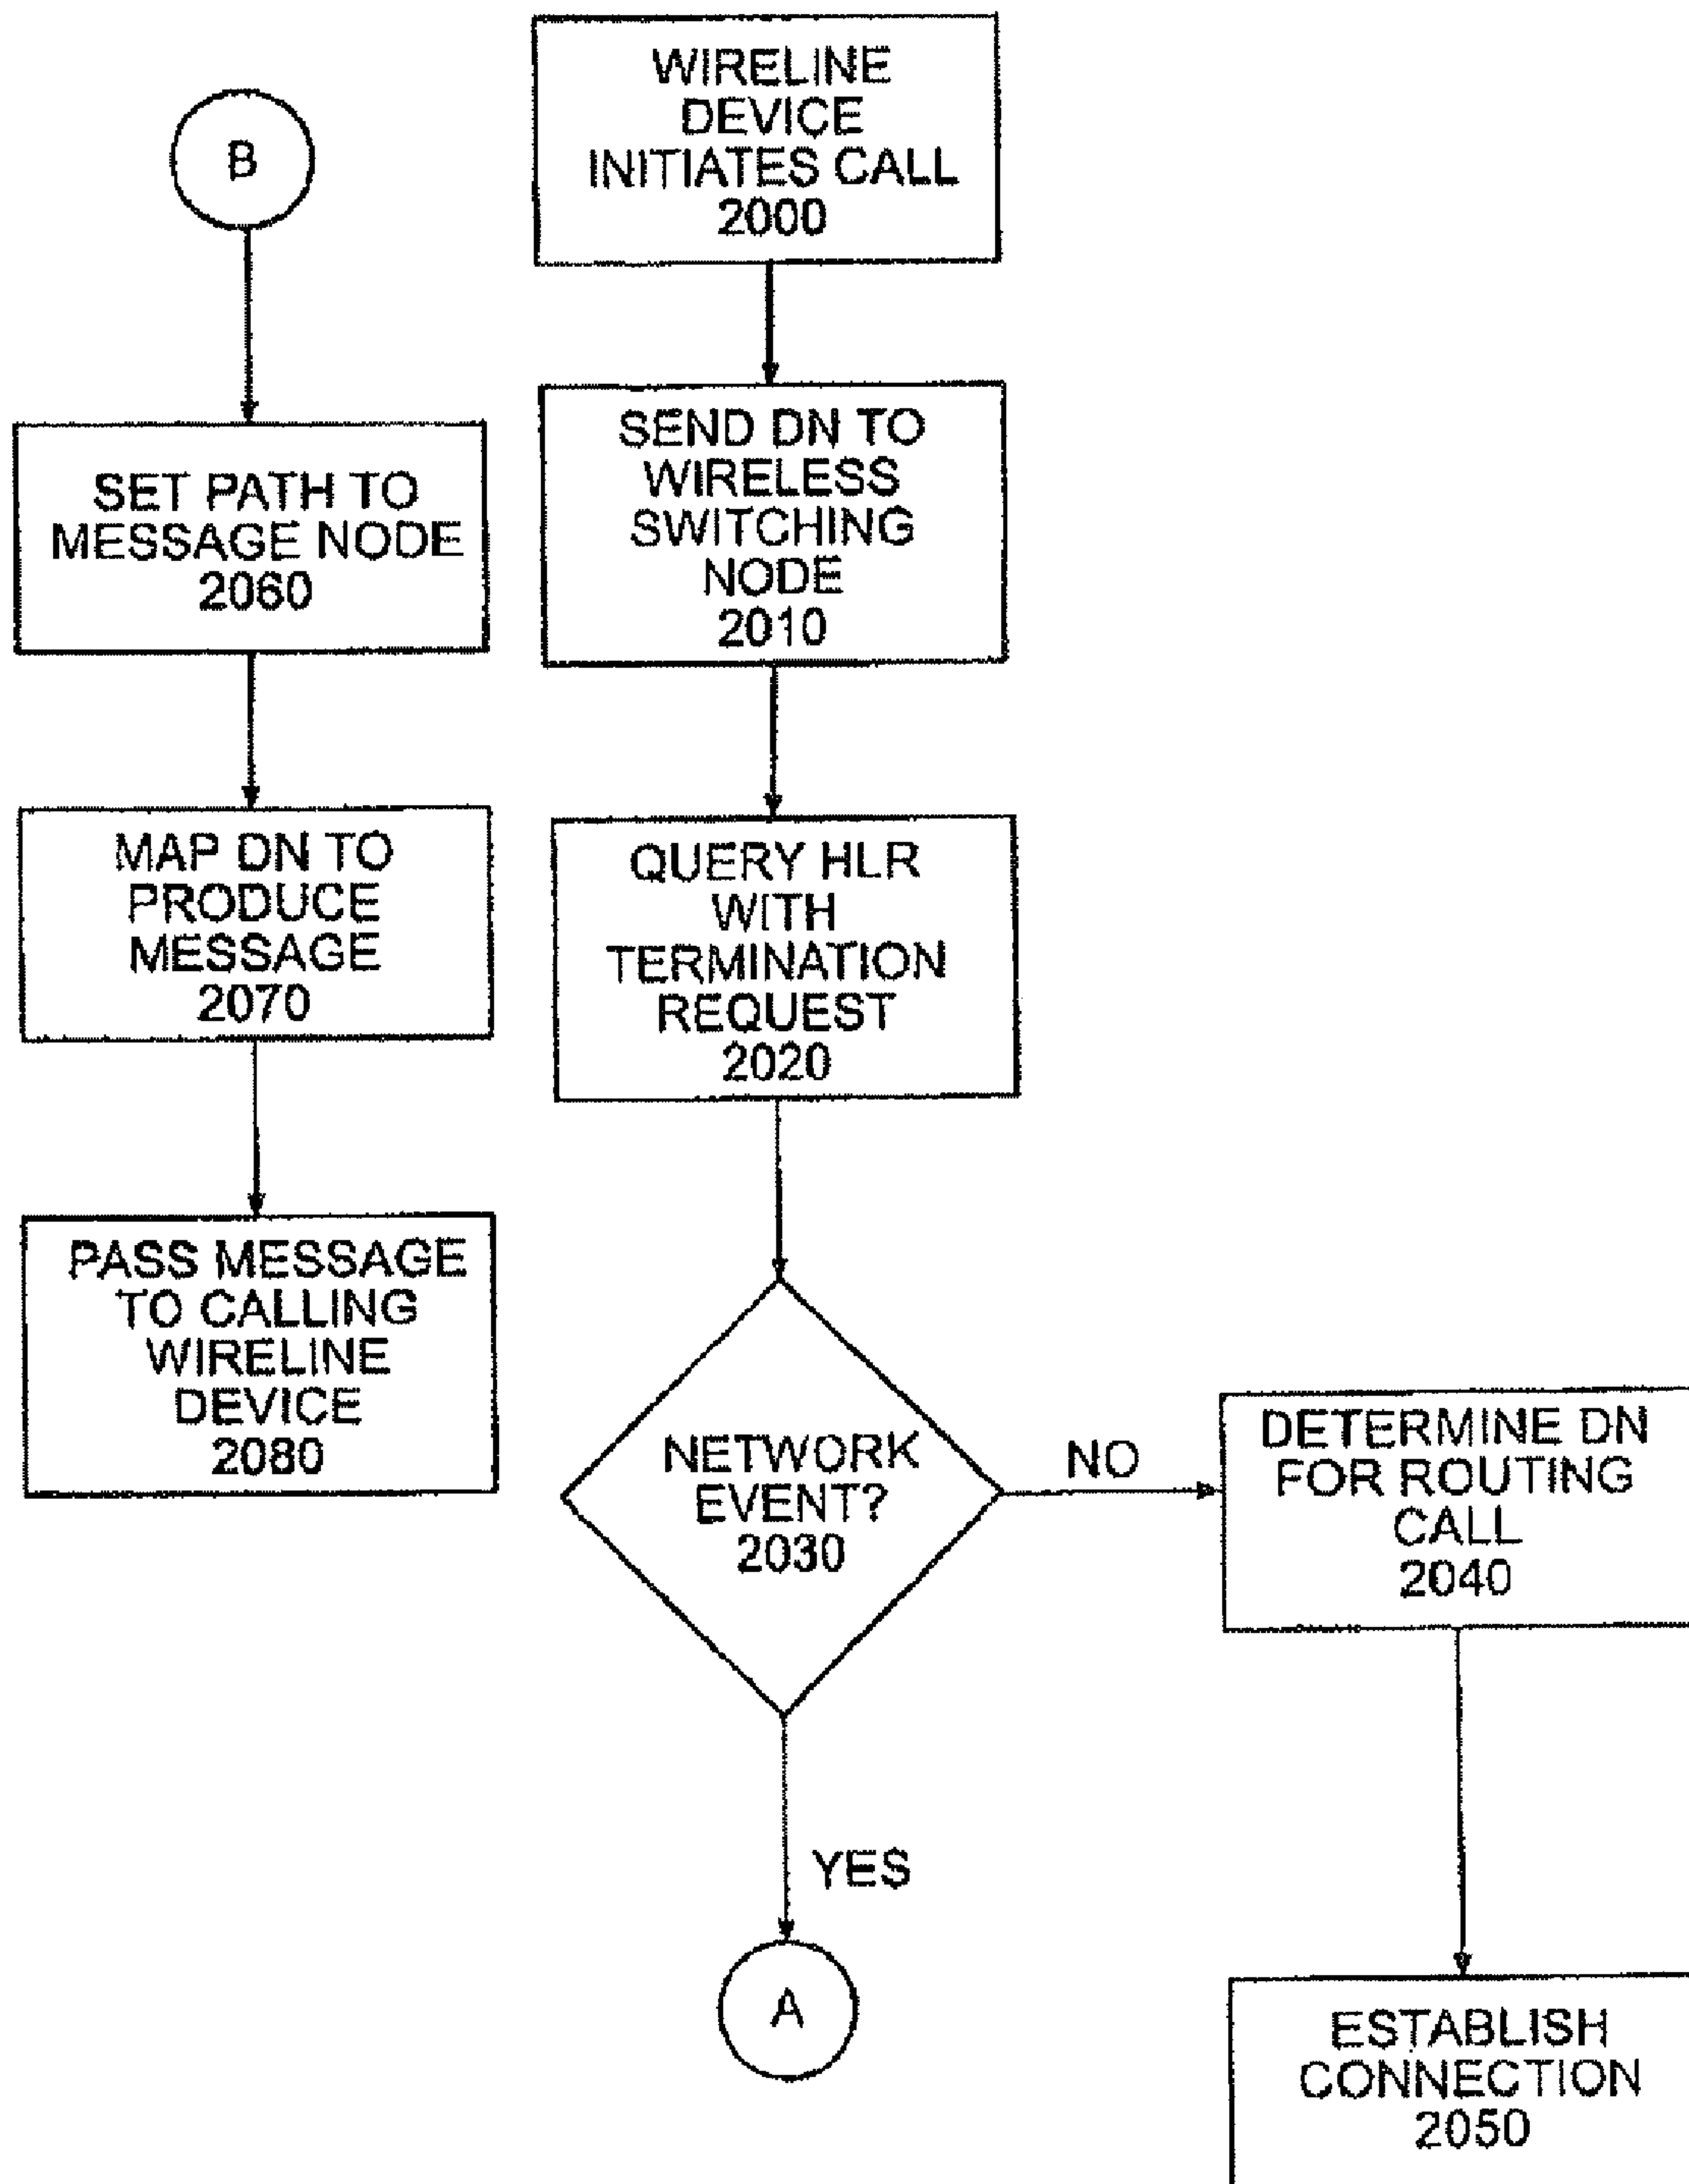 B
SET PATH TO
MESSAGE NODE
2060
MAP DN TO
PRODUCE
MESSAGE
2070
PASS MESSAGE
TO CALLING
WIRELINE
DEVICE
2080
WIRELINE
DEVICE
INITIATES CALL
2000
SEND DN TO
WIRELESS
SWITCHING
NODE
2010
QUERY HLR
WITH
TERMINATION
REQUEST
2020
NETWORK
EVENT?
2030
NO
YES
A
DETERMINE DN
FOR ROUTING
CALL
2040
ESTABLISH
CONNECTION
2050